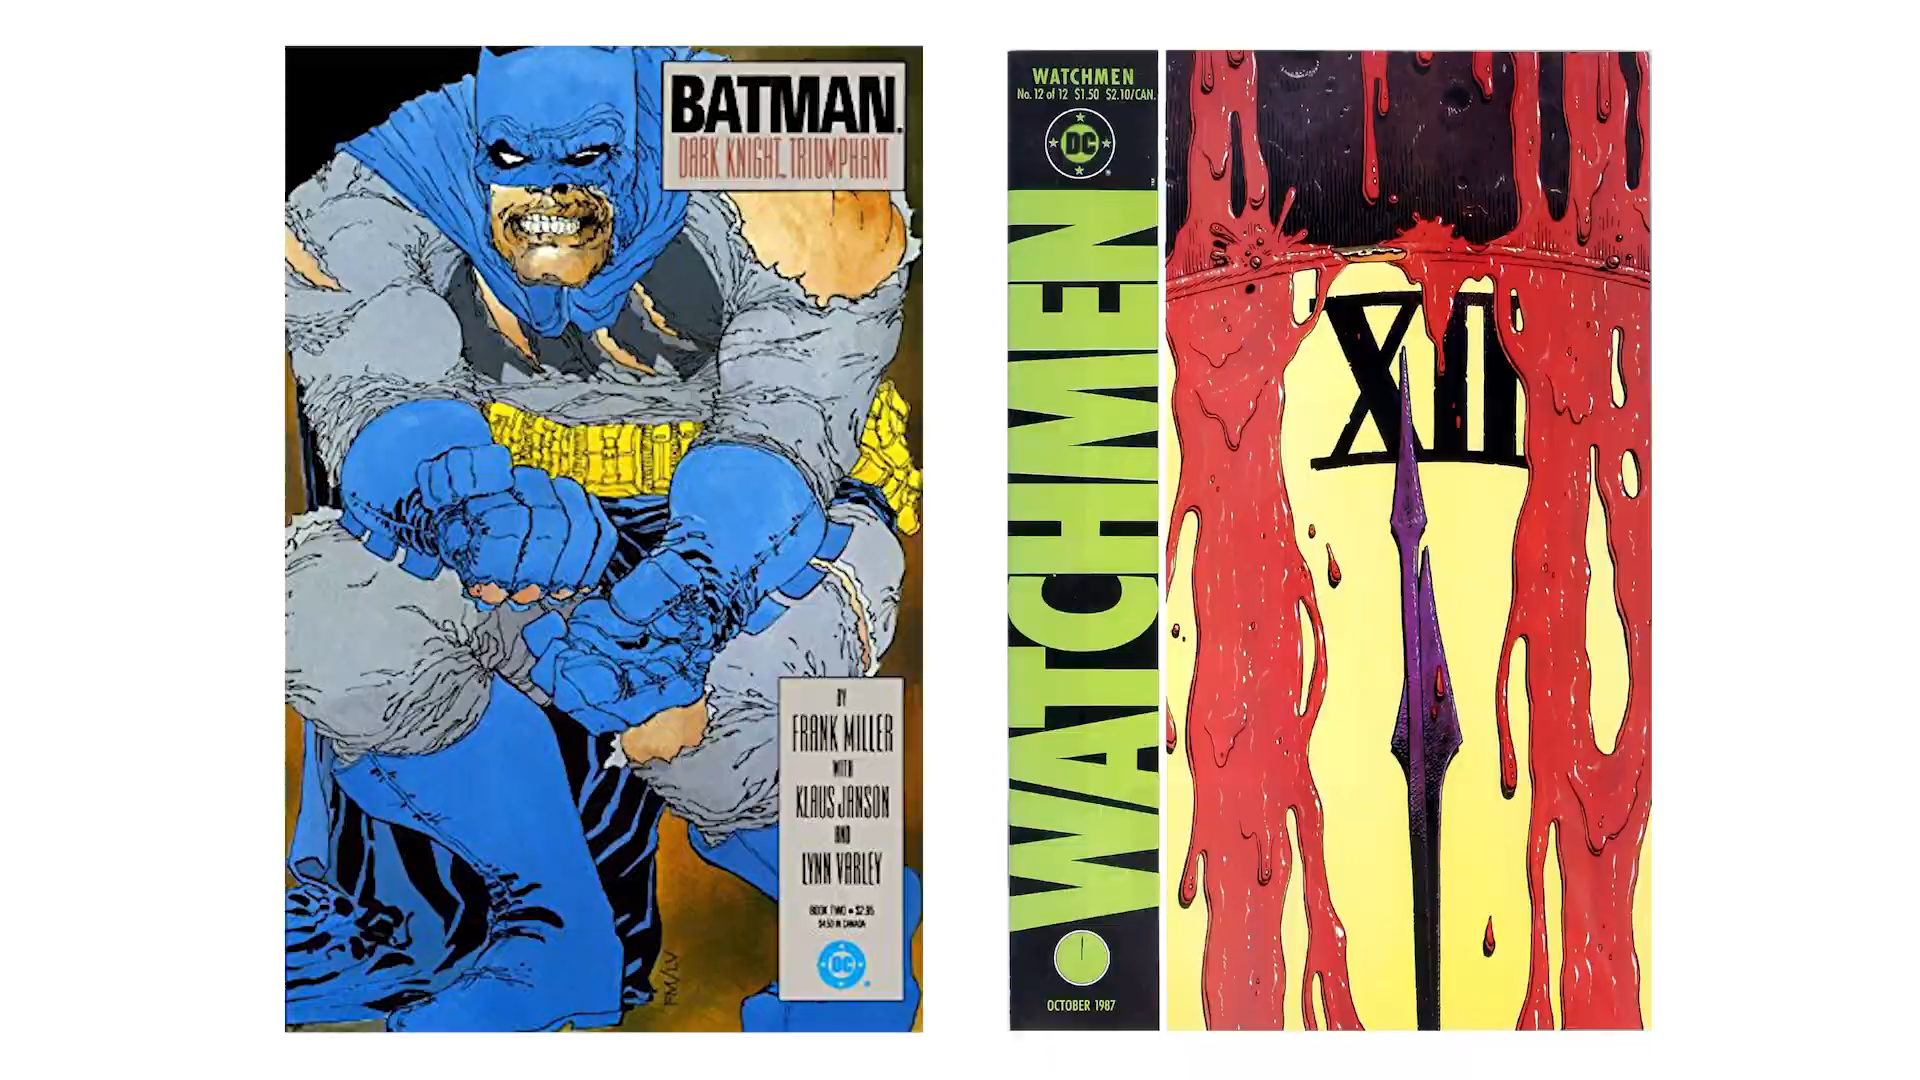 BATMAN.
DARK KNIGHT TRIUMPHANT
BY
FRANK MILLER
WITH
KLAUS JANSON
AND
LYNN VARLEY
BOOK TWO • $2.95
$4.50 IN CANADA
DC
FM/LV
WATCHMEN
No. 12 of 12 $1.50 $2.10/CAN.
DC
WATCHMEN
OCTOBER 1987
XII